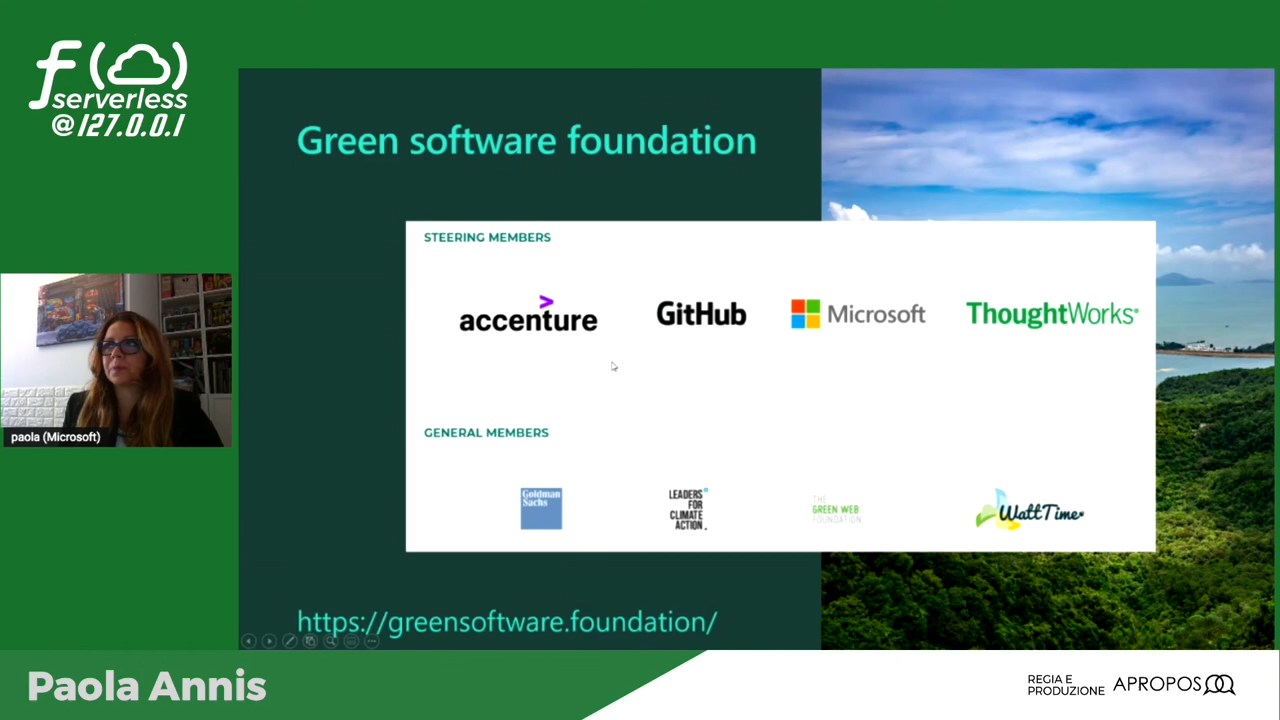 f()
serverless
@127.0.0.1
Green software foundation
STEERING MEMBERS
accenture
GitHub
Microsoft
ThoughtWorks®
GENERAL MEMBERS
Goldman
Sachs
LEADERS
FOR
CLIMATE
ACTION.
THE
GREEN WEB
FOUNDATION
WattTime
https://greensoftware.foundation/
paola (Microsoft)
Paola Annis
REGIA E
PRODUZIONE
APROPOS